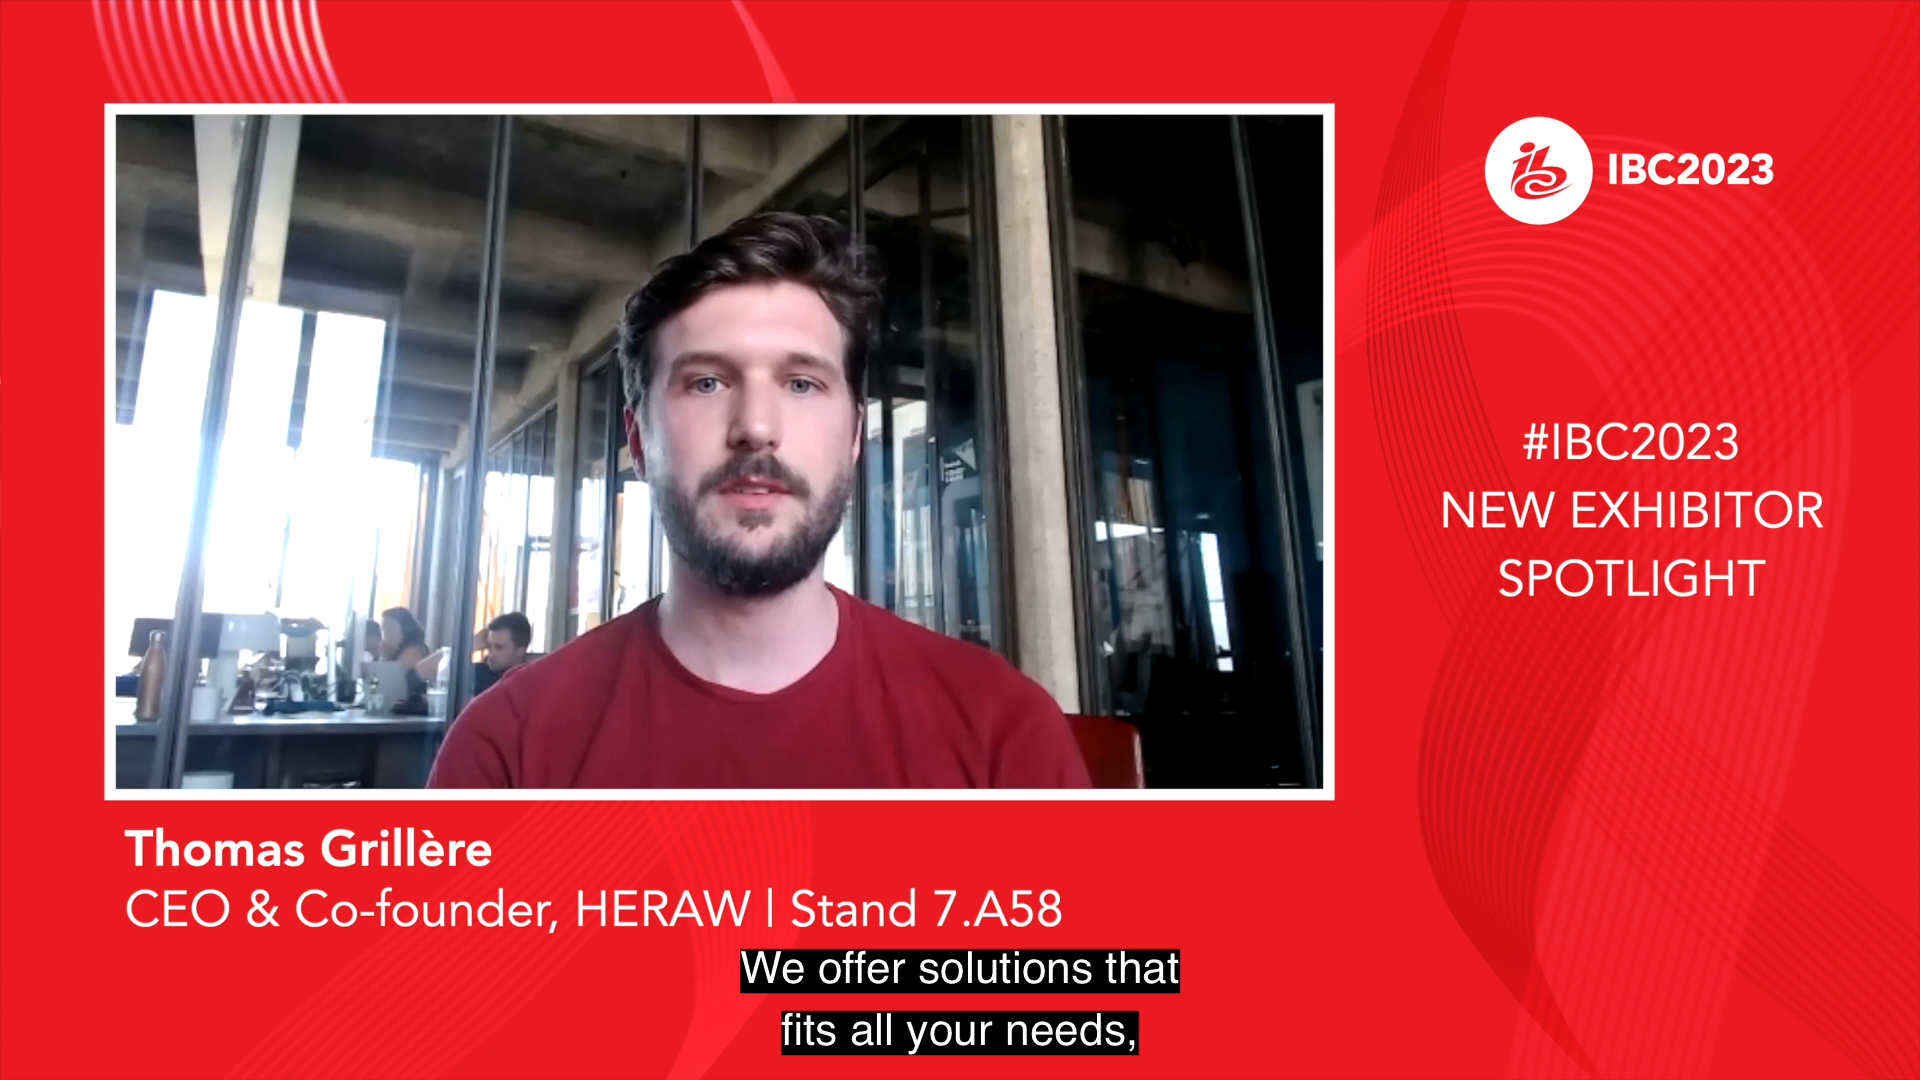 IBC2023
#IBC2023
NEW EXHIBITOR
SPOTLIGHT
Thomas Grillère
CEO & Co-founder, HERAW | Stand 7.A58
We offer solutions that
fits all your needs,